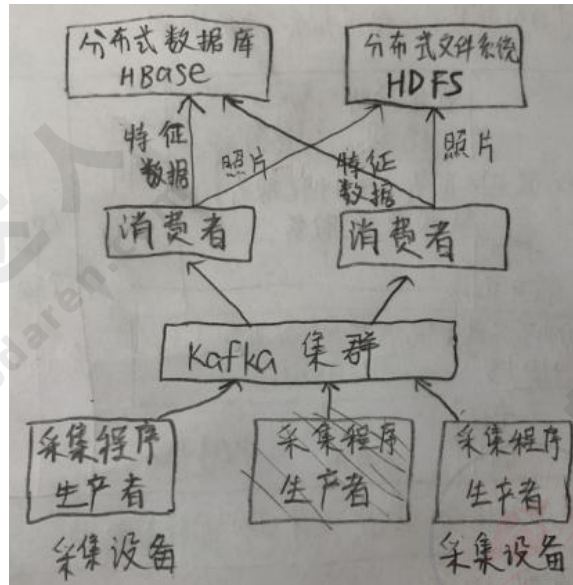 分布式数据库
HBase
分布式文件系统
HDFS
特征
数据
照片
特征
数据
照片
消费者
消费者
Kafka 集群
采集程序
生产者
采集程序
生产者
采集程序
生产者
采集设备
采集设备